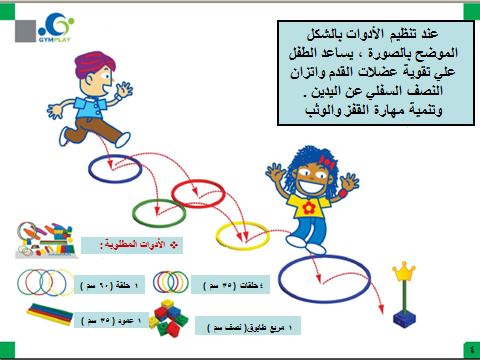 GYMPLAY
عند تنظيم الأدوات بالشكل
الموضح بالصورة ، يساعد الطفل
علي تقوية عضلات القدم واتزان
النصف السفلي عن اليدين .
وتنمية مهارة القفز والوثب
الأدوات المطلوبة :
٤ حلقات ( ٣٥ سم )
١ حلقة ( ٦٠ سم )
١ مربع طابوق( نصف سم )
١ عمود ( ٣٥ سم )
٤